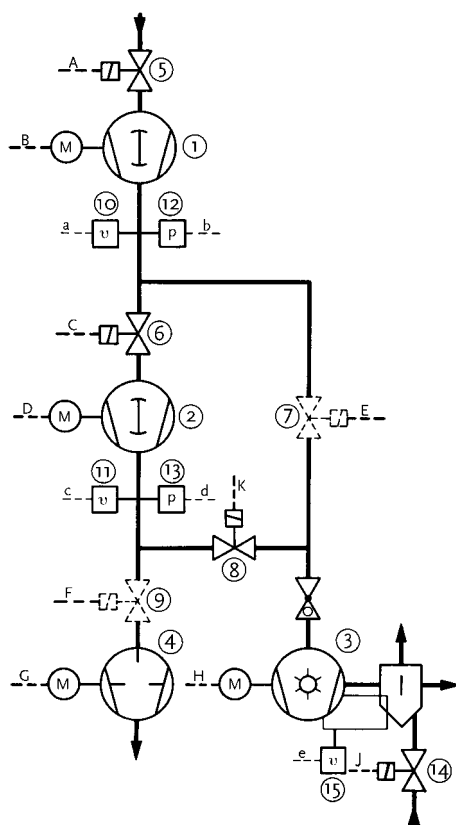 A
⑤
B
M
①
⑩
⑫
a
υ
p
b
C
⑥
D
M
②
⑦
E
⑪
⑬
K
c
υ
p
d
⑧
F
⑨
④
③
G
M
H
M
e
υ
J
⑭
⑮